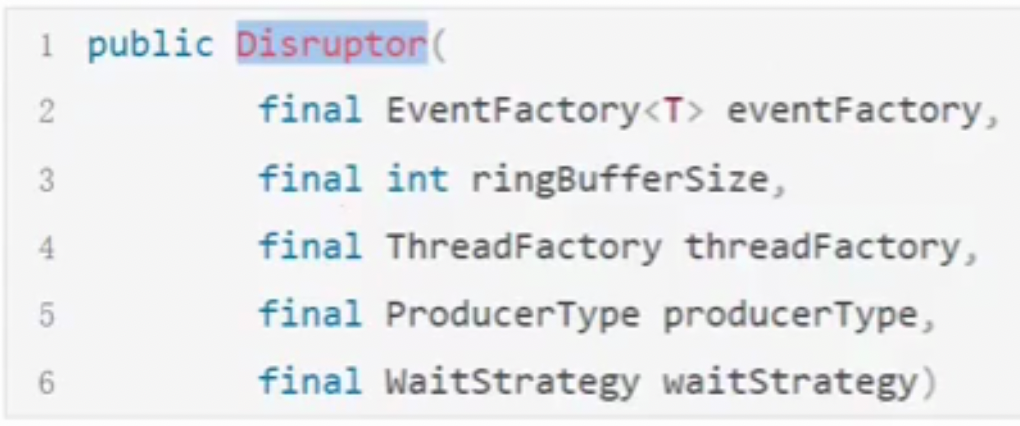 1 public Disruptor(
2 final EventFactory<T> eventFactory,
3 final int ringBufferSize,
4 final ThreadFactory threadFactory,
5 final ProducerType producerType,
6 final WaitStrategy waitStrategy)